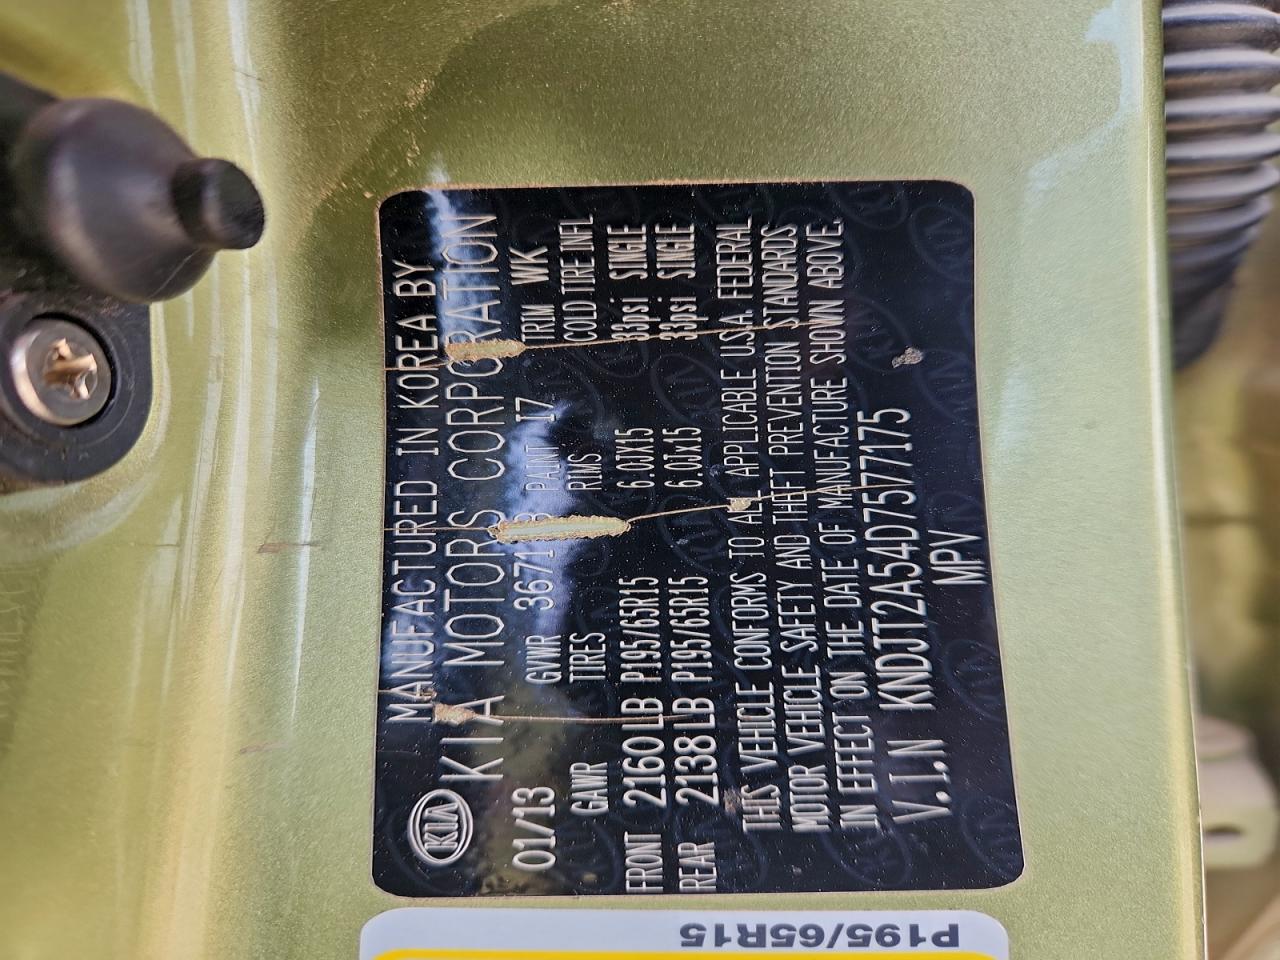 KIA
MANUFACTURED IN KOREA BY
KIA MOTORS CORPORATION
01/13 GVWR 3671 PAINT I7 TRIM WK
GAWR TIRES RIMS COLD TIRE INFL
FRONT 2160 LB P195/65R15 6.0JX15 33psi SINGLE
REAR 2138 LB P195/65R15 6.0Jx15 33psi SINGLE
THIS VEHICLE CONFORMS TO ALL APPLICABLE U.S.A. FEDERAL
MOTOR VEHICLE SAFETY AND THEFT PREVENTION STANDARDS
IN EFFECT ON THE DATE OF MANUFACTURE SHOWN ABOVE.
V.I.N KNDJT2A54D7577175
MPV
P195/65R15